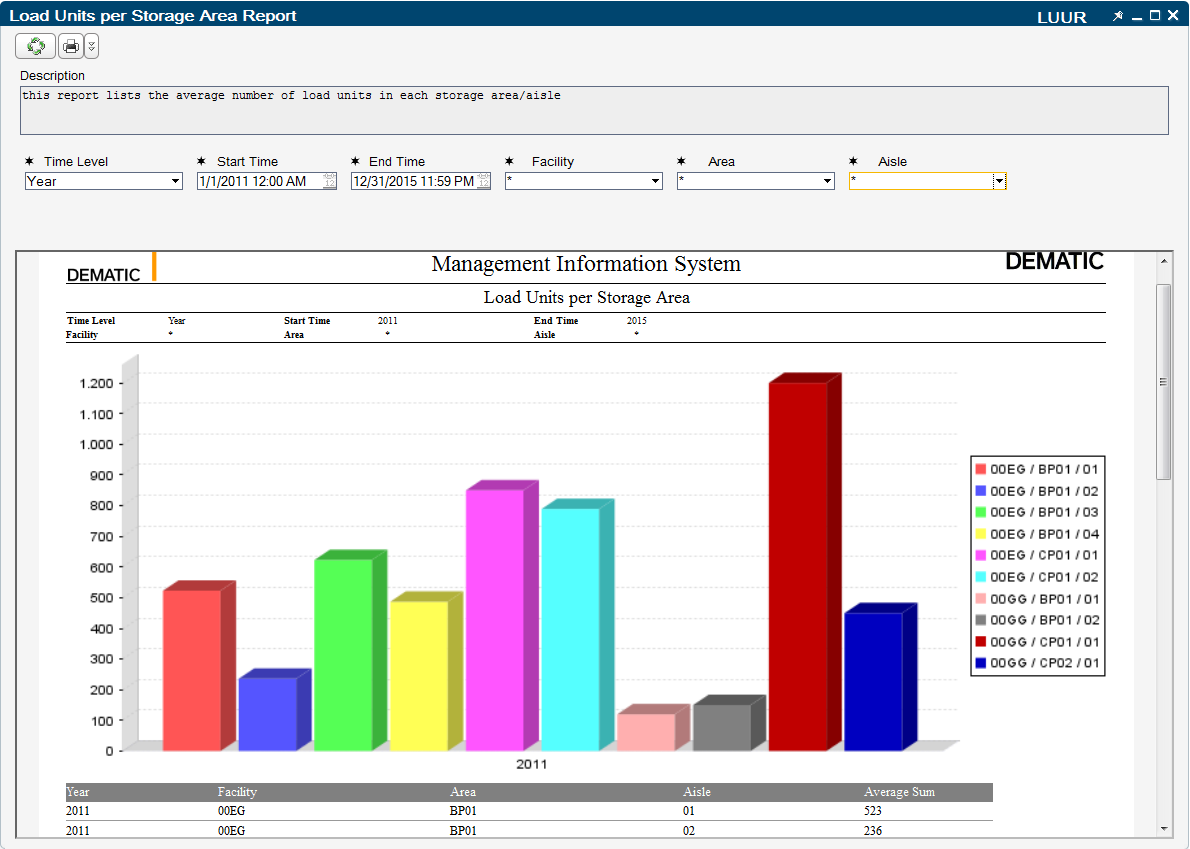 Load Units per Storage Area Report
LUUR
Description
this report lists the average number of load units in each storage area/aisle
* Time Level * Start Time * End Time * Facility * Area * Aisle
Year 1/1/2011 12:00 AM 12 12/31/2015 11:59 PM 12 * * *
DEMATIC Management Information System DEMATIC
Load Units per Storage Area
Time Level Year Start Time 2011 End Time 2015
Facility * Area * Aisle *
1.200
1.100
1.000
900
800
700
600
500
400
300
200
100
0
2011
00EG / BP01 / 01
00EG / BP01 / 02
00EG / BP01 / 03
00EG / BP01 / 04
00EG / CP01 / 01
00EG / CP01 / 02
00GG / BP01 / 01
00GG / BP01 / 02
00GG / CP01 / 01
00GG / CP02 / 01
Year Facility Area Aisle Average Sum
2011 00EG BP01 01 523
2011 00EG BP01 02 236